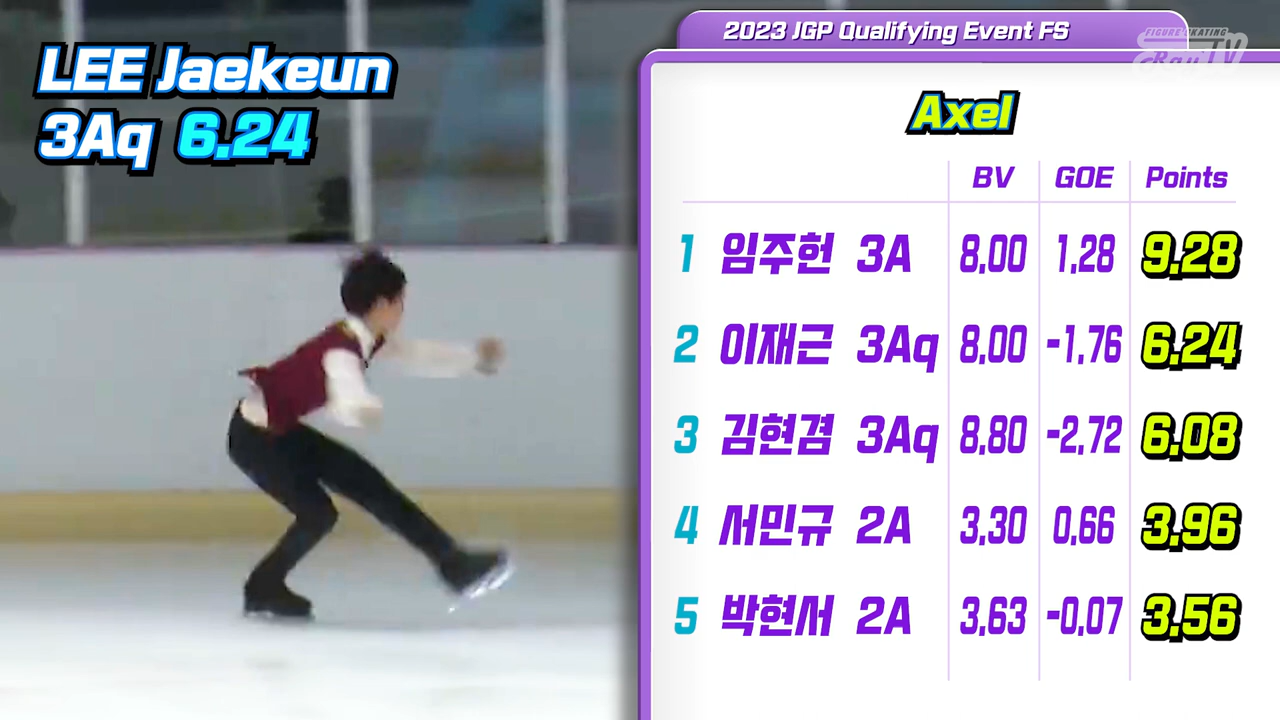 LEE Jaekeun
3Aq 6.24
2023 JGP Qualifying Event FS
FIGURE SKATING
TV
Axel
BV GOE Points
1 임주헌 3A 8.00 1.28 9.28
2 이재근 3Aq 8.00 -1.76 6.24
3 김현겸 3Aq 8.80 -2.72 6.08
4 서민규 2A 3.30 0.66 3.96
5 박현서 2A 3.63 -0.07 3.56